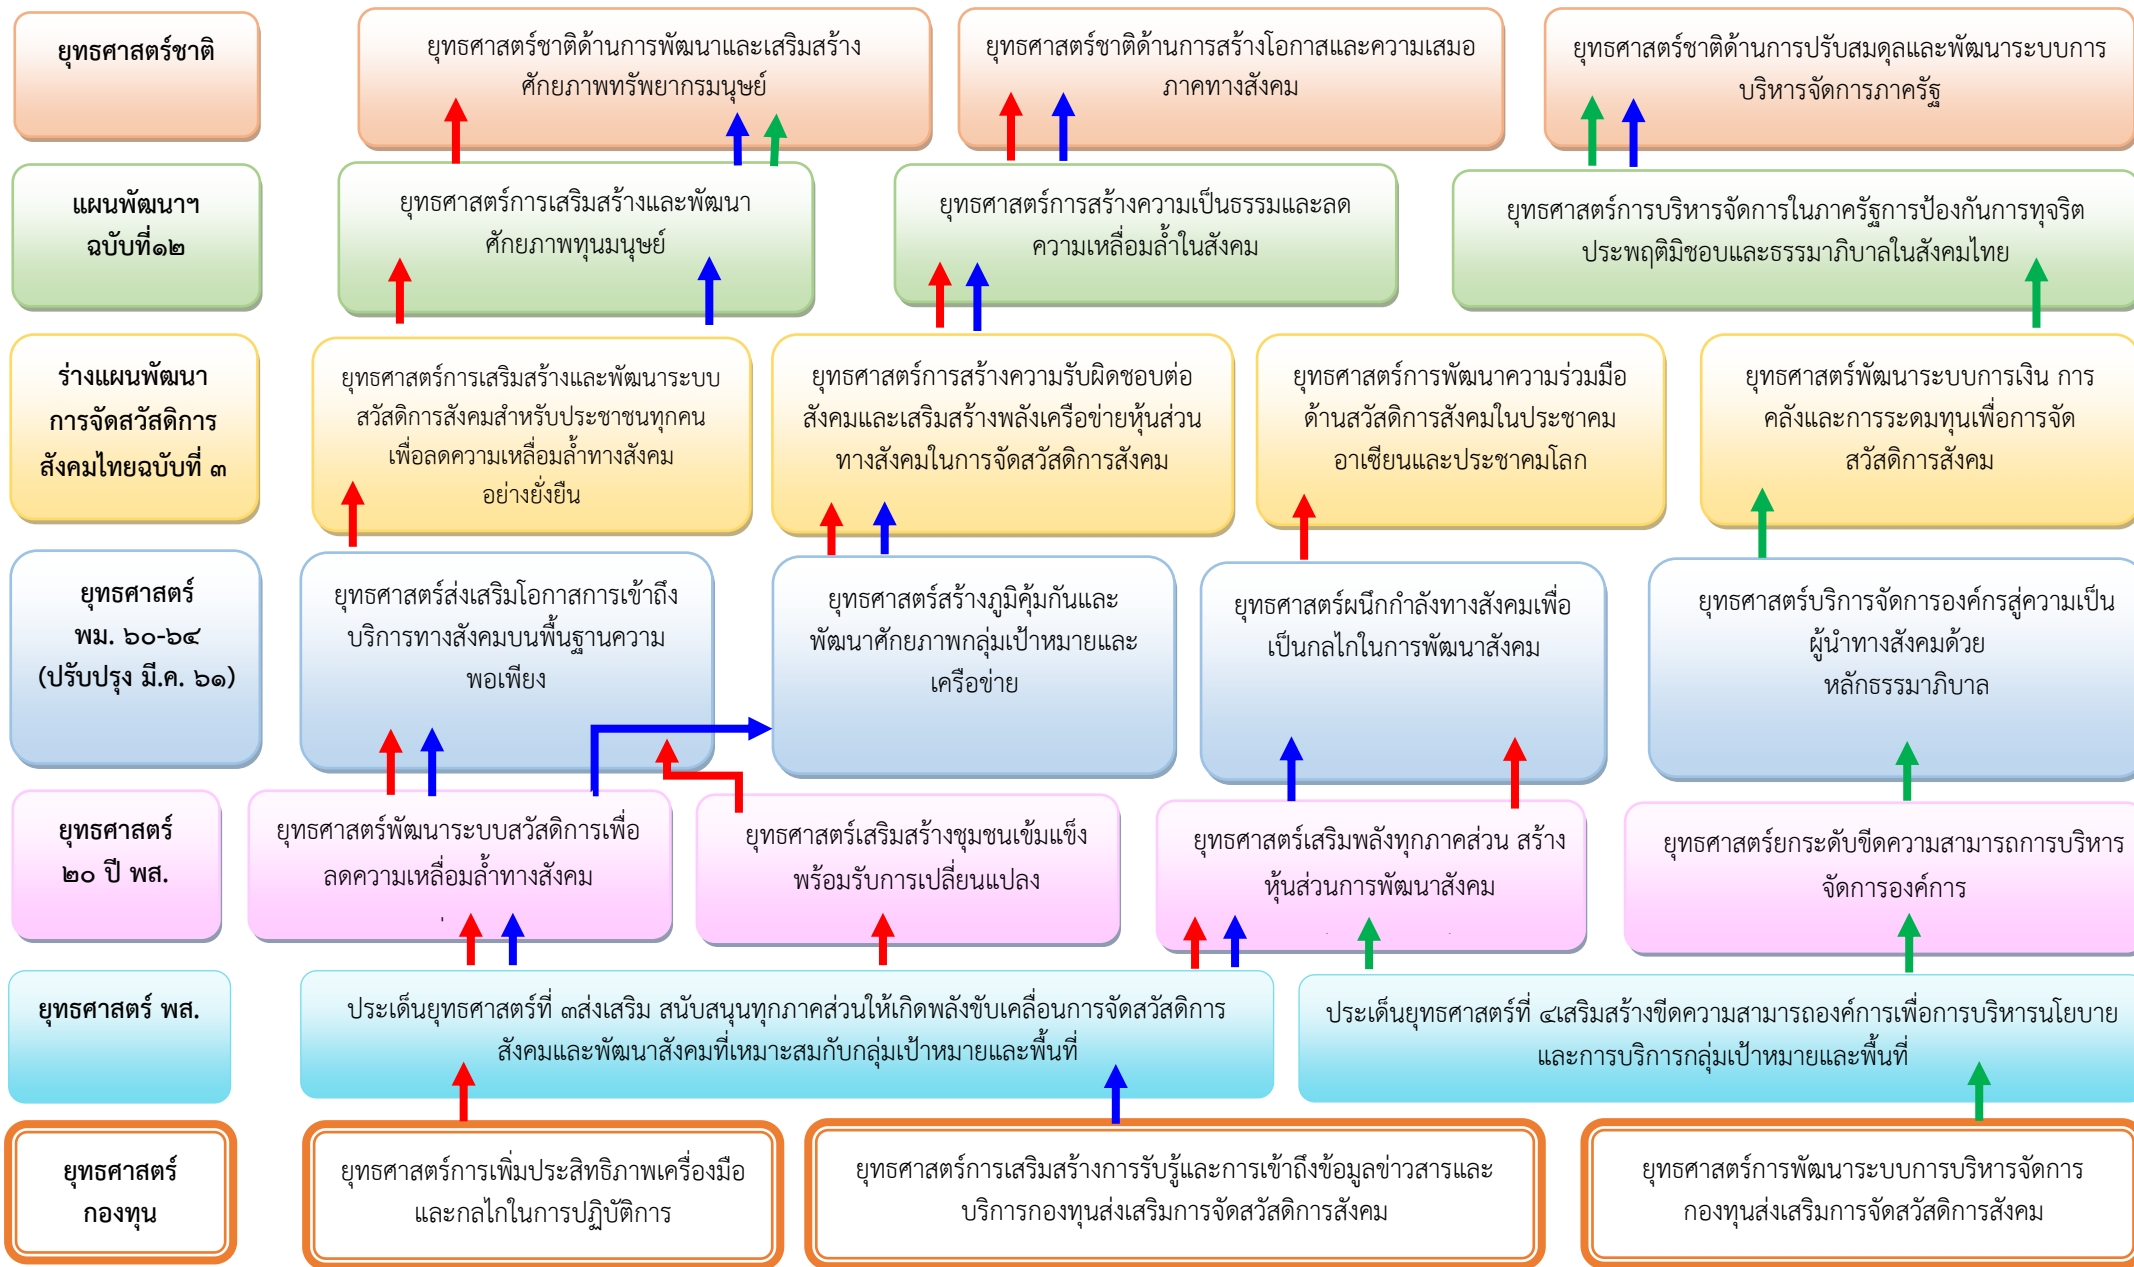 ยุทธศาสตร์ชาติ
ยุทธศาสตร์ชาติด้านการพัฒนาและเสริมสร้าง
ศักยภาพทรัพยากรมนุษย์
ยุทธศาสตร์ชาติด้านการสร้างโอกาสและความเสมอ
ภาคทางสังคม
ยุทธศาสตร์ชาติด้านการปรับสมดุลและพัฒนาระบบการ
บริหารจัดการภาครัฐ
แผนพัฒนาฯ
ฉบับที่๑๒
ยุทธศาสตร์การเสริมสร้างและพัฒนา
ศักยภาพทุนมนุษย์
ยุทธศาสตร์การสร้างความเป็นธรรมและลด
ความเหลื่อมล้ำในสังคม
ยุทธศาสตร์การบริหารจัดการในภาครัฐการป้องกันการทุจริต
ประพฤติมิชอบและธรรมาภิบาลในสังคมไทย
ร่างแผนพัฒนา
การจัดสวัสดิการ
สังคมไทยฉบับที่ ๓
ยุทธศาสตร์การเสริมสร้างและพัฒนาระบบ
สวัสดิการสังคมสำหรับประชาชนทุกคน
เพื่อลดความเหลื่อมล้ำทางสังคม
อย่างยั่งยืน
ยุทธศาสตร์การสร้างความรับผิดชอบต่อ
สังคมและเสริมสร้างพลังเครือข่ายหุ้นส่วน
ทางสังคมในการจัดสวัสดิการสังคม
ยุทธศาสตร์การพัฒนาความร่วมมือ
ด้านสวัสดิการสังคมในประชาคม
อาเซียนและประชาคมโลก
ยุทธศาสตร์พัฒนาระบบการเงิน การ
คลังและการระดมทุนเพื่อการจัด
สวัสดิการสังคม
ยุทธศาสตร์
พม. ๖๐-๖๔
(ปรับปรุง มี.ค. ๖๑)
ยุทธศาสตร์ส่งเสริมโอกาสการเข้าถึง
บริการทางสังคมบนพื้นฐานความ
พอเพียง
ยุทธศาสตร์สร้างภูมิคุ้มกันและ
พัฒนาศักยภาพกลุ่มเป้าหมายและ
เครือข่าย
ยุทธศาสตร์ผนึกกำลังทางสังคมเพื่อ
เป็นกลไกในการพัฒนาสังคม
ยุทธศาสตร์บริการจัดการองค์กรสู่ความเป็น
ผู้นำทางสังคมด้วย
หลักธรรมาภิบาล
ยุทธศาสตร์
๒๐ ปี พส.
ยุทธศาสตร์พัฒนาระบบสวัสดิการเพื่อ
ลดความเหลื่อมล้ำทางสังคม
ยุทธศาสตร์เสริมสร้างชุมชนเข้มแข็ง
พร้อมรับการเปลี่ยนแปลง
ยุทธศาสตร์เสริมพลังทุกภาคส่วน สร้าง
หุ้นส่วนการพัฒนาสังคม
ยุทธศาสตร์ยกระดับขีดความสามารถการบริหาร
จัดการองค์การ
ยุทธศาสตร์ พส.
ประเด็นยุทธศาสตร์ที่ ๓ส่งเสริม สนับสนุนทุกภาคส่วนให้เกิดพลังขับเคลื่อนการจัดสวัสดิการ
สังคมและพัฒนาสังคมที่เหมาะสมกับกลุ่มเป้าหมายและพื้นที่
ประเด็นยุทธศาสตร์ที่ ๔เสริมสร้างขีดความสามารถองค์การเพื่อการบริหารนโยบาย
และการบริการกลุ่มเป้าหมายและพื้นที่
ยุทธศาสตร์
กองทุน
ยุทธศาสตร์การเพิ่มประสิทธิภาพเครื่องมือ
และกลไกในการปฏิบัติการ
ยุทธศาสตร์การเสริมสร้างการรับรู้และการเข้าถึงข้อมูลข่าวสารและ
บริการกองทุนส่งเสริมการจัดสวัสดิการสังคม
ยุทธศาสตร์การพัฒนาระบบการบริหารจัดการ
กองทุนส่งเสริมการจัดสวัสดิการสังคม